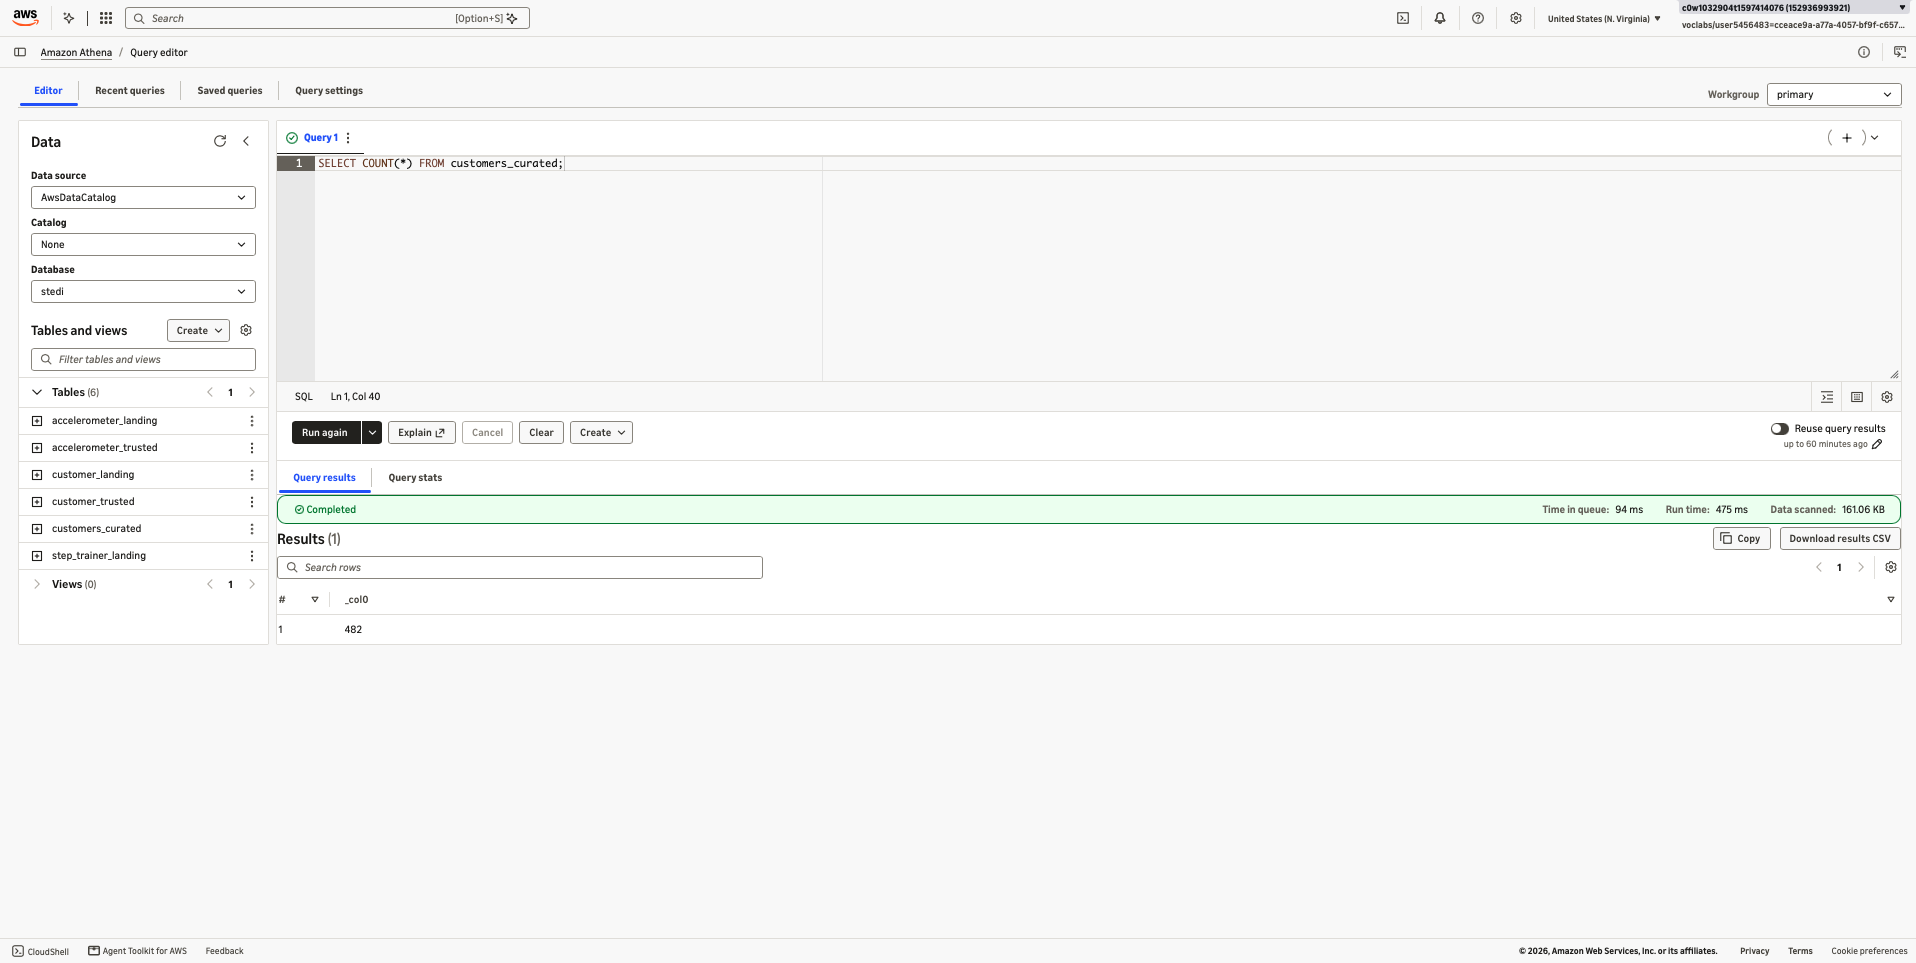 aws
Search [Option+S]
United States (N. Virginia)
c0w1032904t1597414076 (152936993921)
voclabs/user5456483=cceace9a-a77a-4057-bf9f-c657...
Amazon Athena / Query editor
Editor Recent queries Saved queries Query settings
Workgroup primary
Data
Data source
AwsDataCatalog
Catalog
None
Database
stedi
Tables and views Create
Filter tables and views
Tables (6) 1
accelerometer_landing
accelerometer_trusted
customer_landing
customer_trusted
customers_curated
step_trainer_landing
Views (0) 1
Query 1
1 SELECT COUNT(*) FROM customers_curated;
SQL Ln 1, Col 40
Run again Explain Cancel Clear Create
Reuse query results
up to 60 minutes ago
Query results Query stats
Completed Time in queue: 94 ms Run time: 475 ms Data scanned: 161.06 KB
Results (1) Copy Download results CSV
Search rows 1
# _col0
1 482
CloudShell Agent Toolkit for AWS Feedback © 2026, Amazon Web Services, Inc. or its affiliates. Privacy Terms Cookie preferences